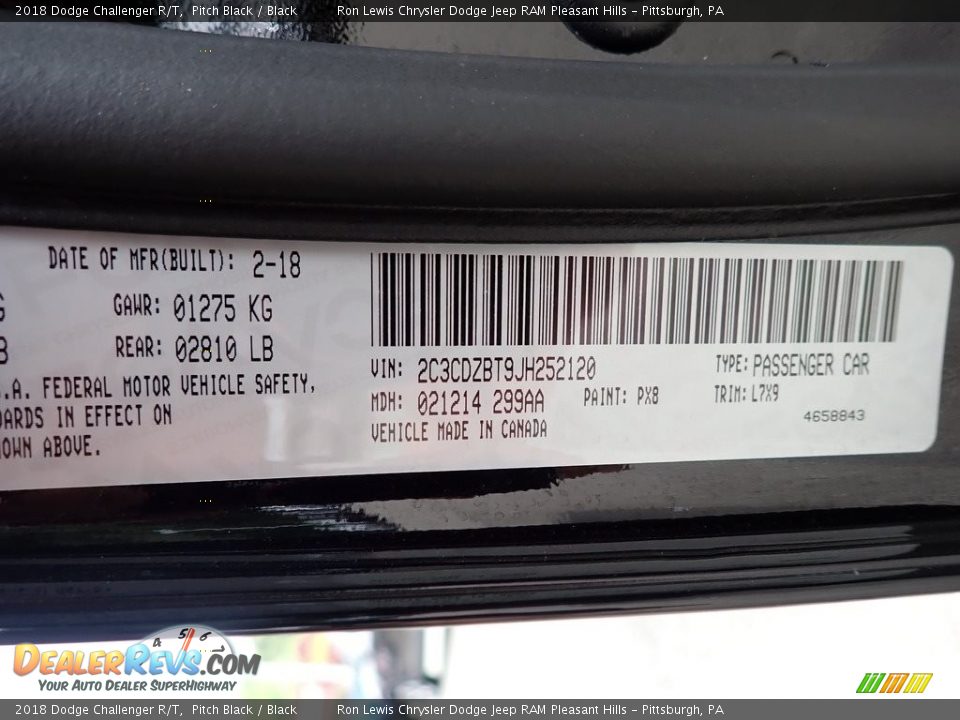 2018 Dodge Challenger R/T, Pitch Black / Black Ron Lewis Chrysler Dodge Jeep RAM Pleasant Hills - Pittsburgh, PA
DATE OF MFR(BUILT): 2-18
GAWR: 01275 KG
REAR: 02810 LB
.A. FEDERAL MOTOR VEHICLE SAFETY,
ARDS IN EFFECT ON
OWN ABOVE.
VIN: 2C3CDZBT9JH252120 TYPE: PASSENGER CAR
MDH: 021214 299AA PAINT: PX8 TRIM: L7X9
VEHICLE MADE IN CANADA 4658843
4 5 6
DEALERREVS.COM
YOUR AUTO DEALER SUPERHIGHWAY
2018 Dodge Challenger R/T, Pitch Black / Black Ron Lewis Chrysler Dodge Jeep RAM Pleasant Hills - Pittsburgh, PA